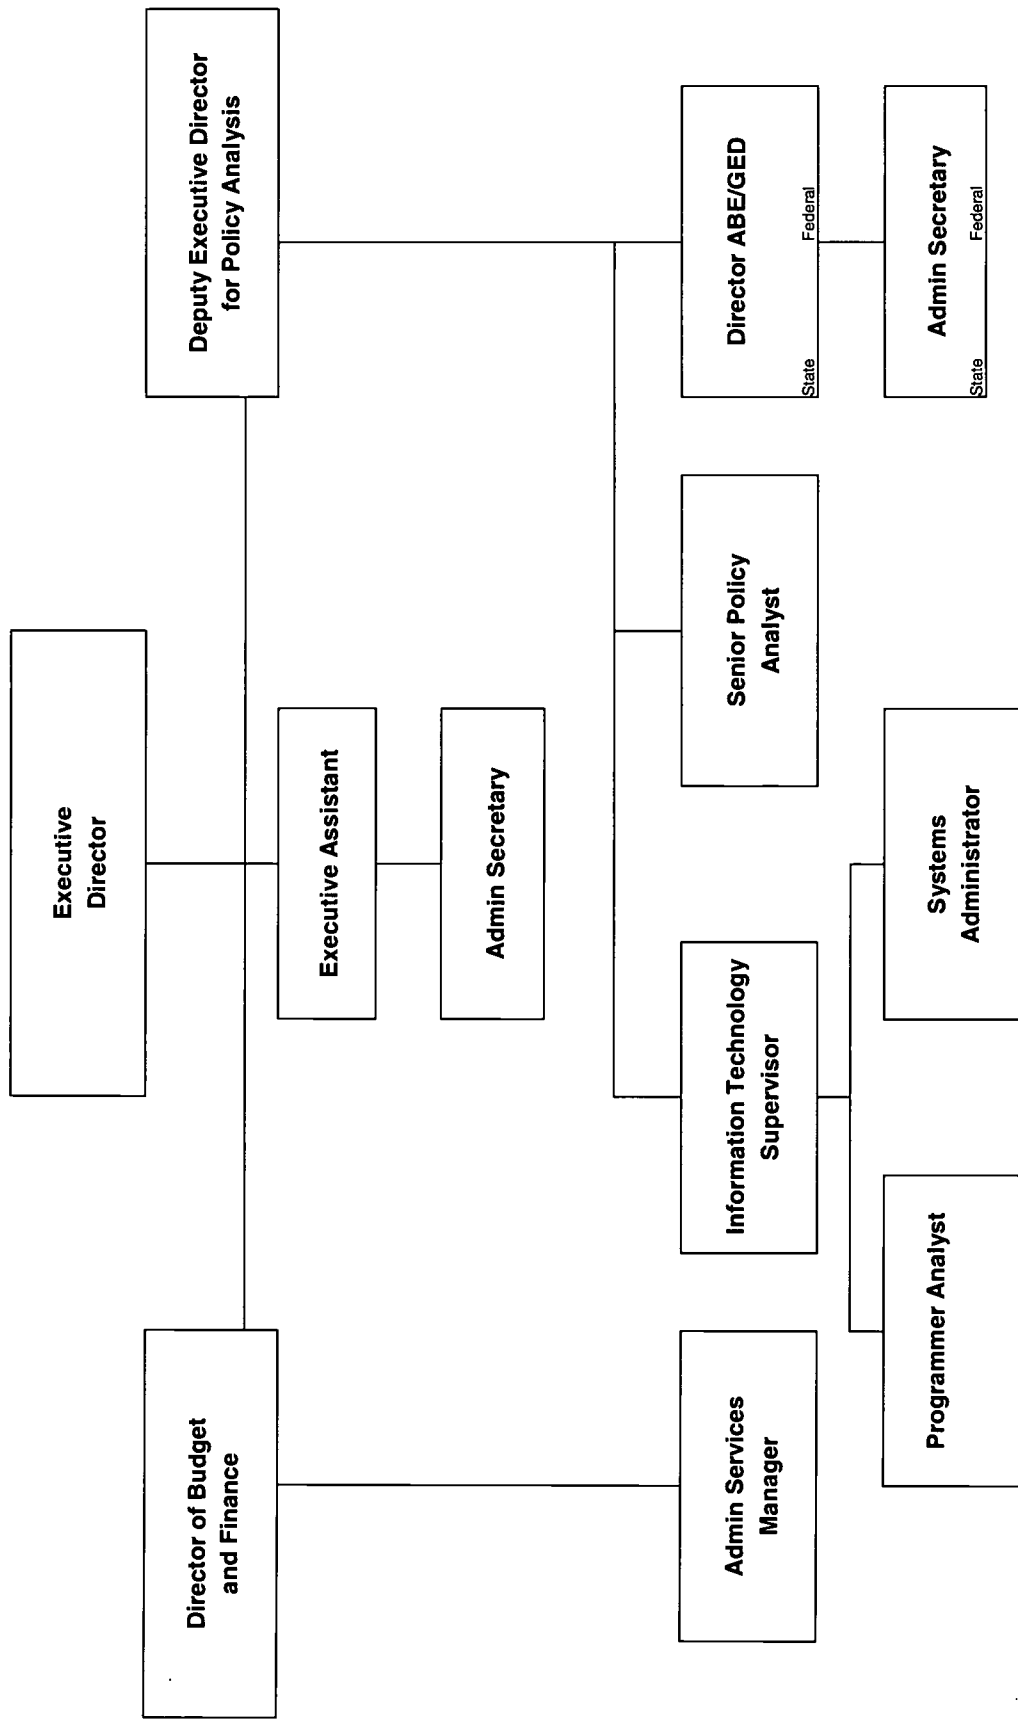 Executive
Director
Director of Budget
and Finance
Deputy Executive Director
for Policy Analysis
Executive Assistant
Admin Secretary
Admin Services
Manager
Information Technology
Supervisor
Senior Policy
Analyst
Director ABE/GED
State
Federal
Programmer Analyst
Systems
Administrator
Admin Secretary
State
Federal